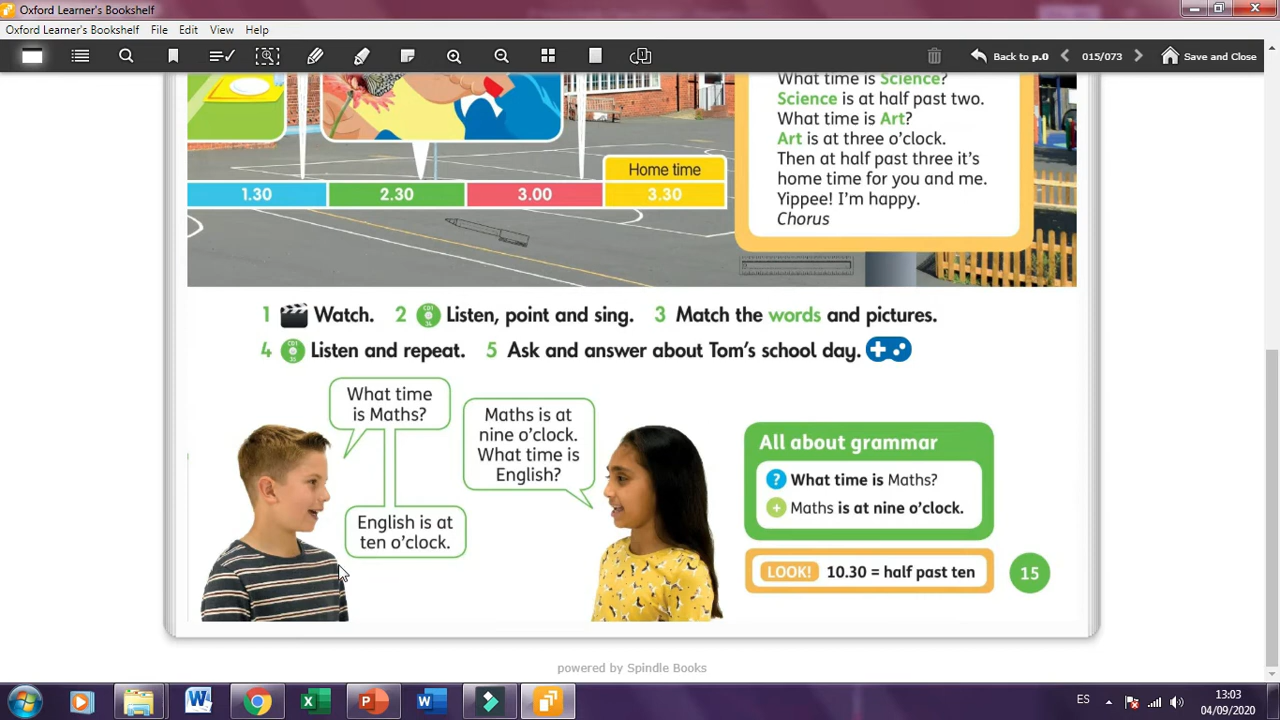 Oxford Learner's Bookshelf
Oxford Learner's Bookshelf File Edit View Help
Back to p.0 015/073 Save and Close
What time is Science?
Science is at half past two.
What time is Art?
Art is at three o'clock.
Then at half past three it's
home time for you and me.
Yippee! I'm happy.
Chorus
Home time
1.30 2.30 3.00 3.30
1 Watch. 2 Listen, point and sing. 3 Match the words and pictures.
4 Listen and repeat. 5 Ask and answer about Tom's school day.
What time
is Maths?
Maths is at
nine o'clock.
What time is
English?
English is at
ten o'clock.
All about grammar
? What time is Maths?
+ Maths is at nine o'clock.
LOOK! 10.30 = half past ten
15
powered by Spindle Books
ES
13:03
04/09/2020